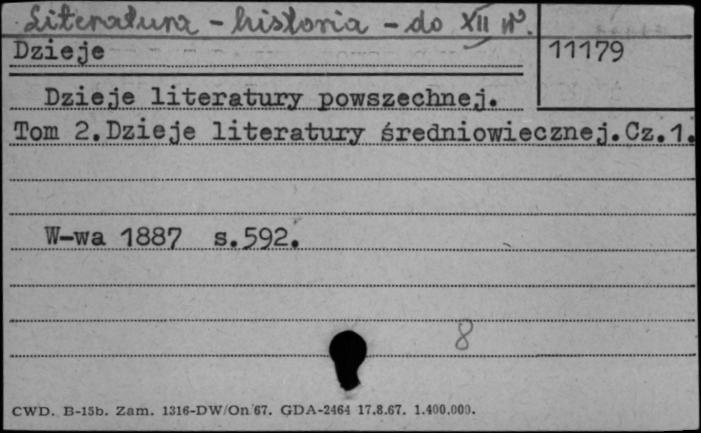 Literatura - historia - do XII w.
Dzieje
11179
Dzieje literatury powszechnej.
Tom 2.Dzieje literatury średniowiecznej.Cz.1.
W-wa 1887 s.592.
8
CWD. B-15b. Zam. 1316-DW/On/67. GDA-2464 17.8.67. 1.400.000.